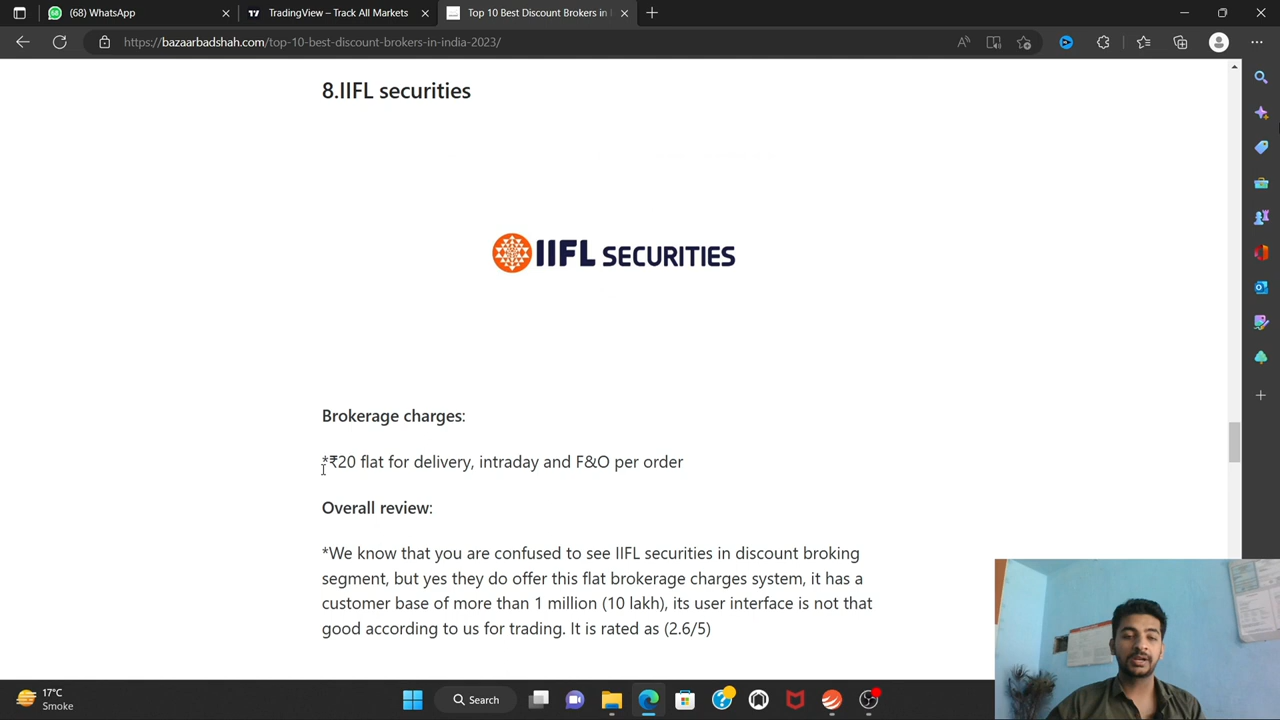 (68) WhatsApp
TradingView – Track All Markets
Top 10 Best Discount Brokers in
https://bazaarbadshah.com/top-10-best-discount-brokers-in-india-2023/
8.IIFL securities
IIFL SECURITIES
Brokerage charges:
*₹20 flat for delivery, intraday and F&O per order
Overall review:
*We know that you are confused to see IIFL securities in discount broking
segment, but yes they do offer this flat brokerage charges system, it has a
customer base of more than 1 million (10 lakh), its user interface is not that
good according to us for trading. It is rated as (2.6/5)
17°C
Smoke
Search